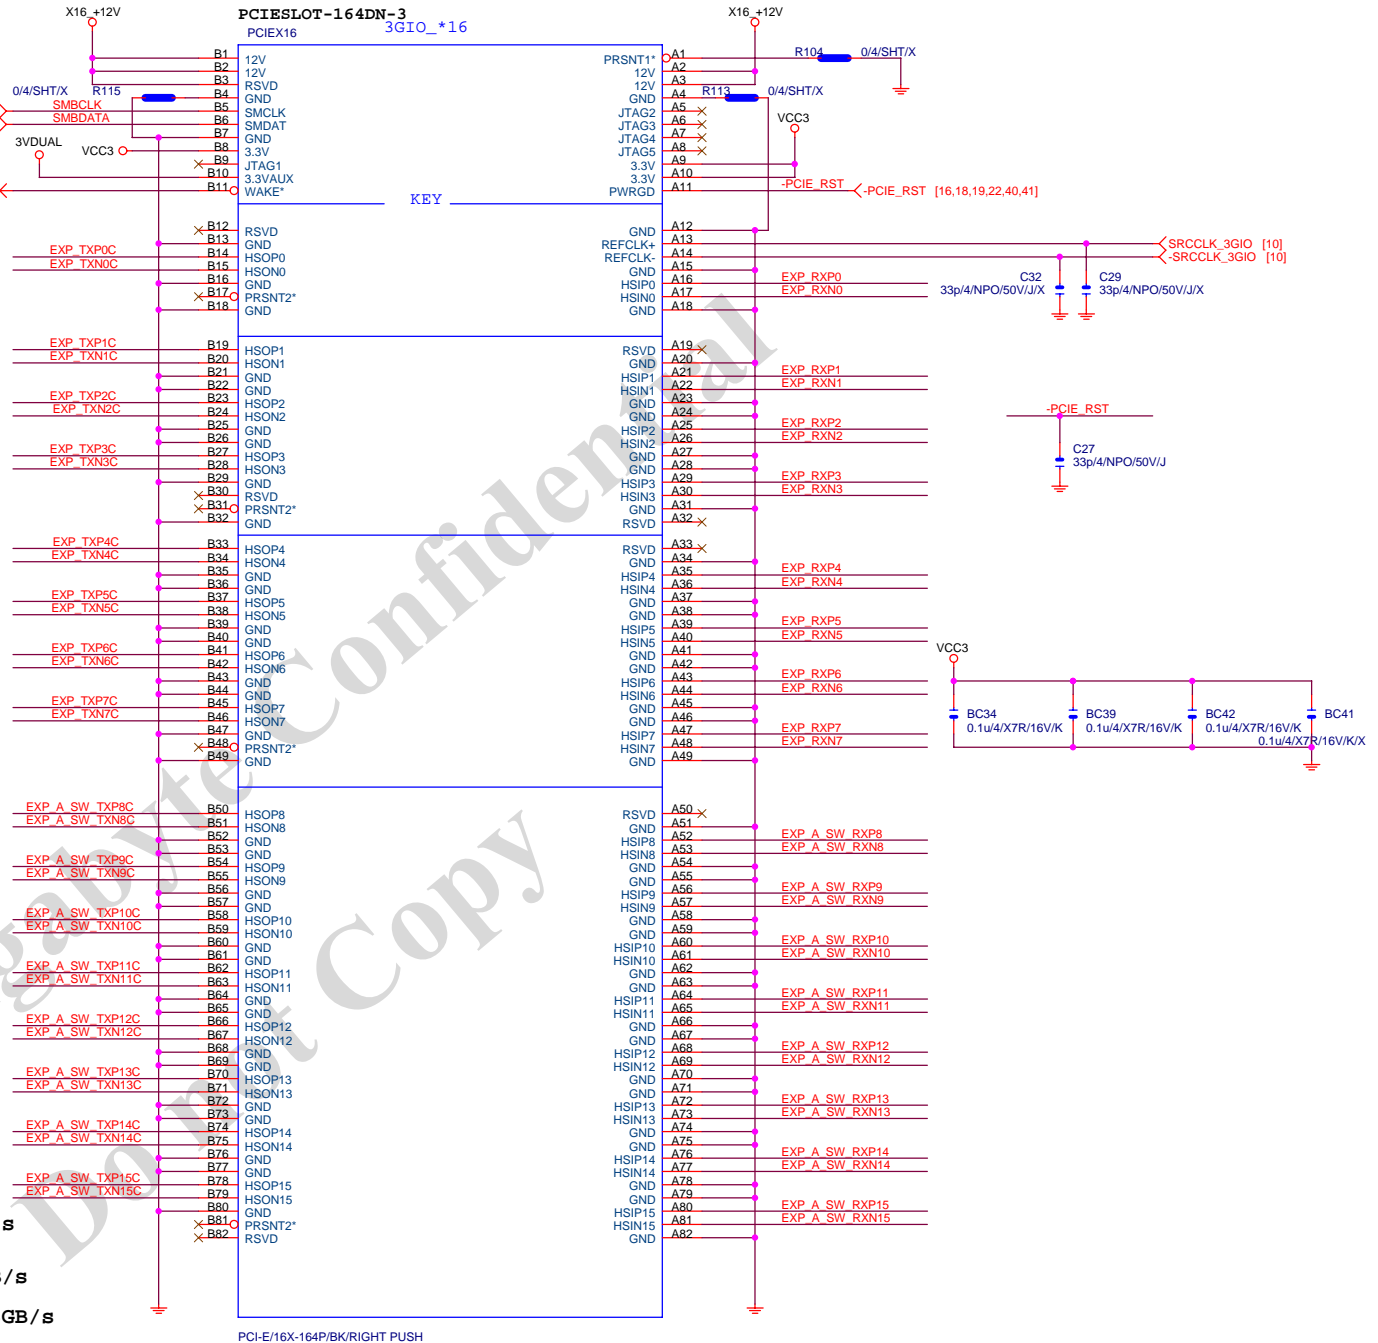 X16_+12V
PCIESLOT-164DN-3
3GIO_*16
PCIEX16
X16_+12V
B1 12V
B2 12V
B3 RSVD
B4 GND
B5 SMCLK
B6 SMDAT
B7 GND
B8 3.3V
B9 JTAG1
B10 3.3VAUX
B11 WAKE*
0/4/SHT/X R115
SMBCLK
SMBDATA
3VDUAL
VCC3
PRSNT1* A1
12V A2
12V A3
GND A4
JTAG2 A5
JTAG3 A6
JTAG4 A7
JTAG5 A8
3.3V A9
3.3V A10
PWRGD A11
R104 0/4/SHT/X
R113 0/4/SHT/X
VCC3
-PCIE_RST
-PCIE_RST [16,18,19,22,40,41]
KEY
B12 RSVD
B13 GND
EXP_TXP0C B14 HSOP0
EXP_TXN0C B15 HSON0
B16 GND
B17 PRSNT2*
B18 GND
GND A12
REFCLK+ A13
REFCLK- A14
GND A15
HSIP0 A16 EXP_RXP0
HSIN0 A17 EXP_RXN0
GND A18
SRCCLK_3GIO [10]
-SRCCLK_3GIO [10]
C32
33p/4/NPO/50V/J/X
C29
33p/4/NPO/50V/J/X
EXP_TXP1C B19 HSOP1
EXP_TXN1C B20 HSON1
B21 GND
B22 GND
EXP_TXP2C B23 HSOP2
EXP_TXN2C B24 HSON2
B25 GND
B26 GND
EXP_TXP3C B27 HSOP3
EXP_TXN3C B28 HSON3
B29 GND
B30 RSVD
B31 PRSNT2*
B32 GND
RSVD A19
GND A20
HSIP1 A21 EXP_RXP1
HSIN1 A22 EXP_RXN1
GND A23
GND A24
HSIP2 A25 EXP_RXP2
HSIN2 A26 EXP_RXN2
GND A27
GND A28
HSIP3 A29 EXP_RXP3
HSIN3 A30 EXP_RXN3
GND A31
RSVD A32
-PCIE_RST
C27
33p/4/NPO/50V/J
EXP_TXP4C B33 HSOP4
EXP_TXN4C B34 HSON4
B35 GND
B36 GND
EXP_TXP5C B37 HSOP5
EXP_TXN5C B38 HSON5
B39 GND
B40 GND
EXP_TXP6C B41 HSOP6
EXP_TXN6C B42 HSON6
B43 GND
B44 GND
EXP_TXP7C B45 HSOP7
EXP_TXN7C B46 HSON7
B47 GND
B48 PRSNT2*
B49 GND
RSVD A33
GND A34
HSIP4 A35 EXP_RXP4
HSIN4 A36 EXP_RXN4
GND A37
GND A38
HSIP5 A39 EXP_RXP5
HSIN5 A40 EXP_RXN5
GND A41
GND A42
HSIP6 A43 EXP_RXP6
HSIN6 A44 EXP_RXN6
GND A45
GND A46
HSIP7 A47 EXP_RXP7
HSIN7 A48 EXP_RXN7
GND A49
VCC3
BC34
0.1u/4/X7R/16V/K
BC39
0.1u/4/X7R/16V/K
BC42
0.1u/4/X7R/16V/K
BC41
0.1u/4/X7R/16V/K/X
EXP_A_SW_TXP8C B50 HSOP8
EXP_A_SW_TXN8C B51 HSON8
B52 GND
B53 GND
EXP_A_SW_TXP9C B54 HSOP9
EXP_A_SW_TXN9C B55 HSON9
B56 GND
B57 GND
EXP_A_SW_TXP10C B58 HSOP10
EXP_A_SW_TXN10C B59 HSON10
B60 GND
B61 GND
EXP_A_SW_TXP11C B62 HSOP11
EXP_A_SW_TXN11C B63 HSON11
B64 GND
B65 GND
EXP_A_SW_TXP12C B66 HSOP12
EXP_A_SW_TXN12C B67 HSON12
B68 GND
B69 GND
EXP_A_SW_TXP13C B70 HSOP13
EXP_A_SW_TXN13C B71 HSON13
B72 GND
B73 GND
EXP_A_SW_TXP14C B74 HSOP14
EXP_A_SW_TXN14C B75 HSON14
B76 GND
B77 GND
EXP_A_SW_TXP15C B78 HSOP15
EXP_A_SW_TXN15C B79 HSON15
B80 GND
B81 PRSNT2*
B82 RSVD
RSVD A50
GND A51
HSIP8 A52 EXP_A_SW_RXP8
HSIN8 A53 EXP_A_SW_RXN8
GND A54
GND A55
HSIP9 A56 EXP_A_SW_RXP9
HSIN9 A57 EXP_A_SW_RXN9
GND A58
GND A59
HSIP10 A60 EXP_A_SW_RXP10
HSIN10 A61 EXP_A_SW_RXN10
GND A62
GND A63
HSIP11 A64 EXP_A_SW_RXP11
HSIN11 A65 EXP_A_SW_RXN11
GND A66
GND A67
HSIP12 A68 EXP_A_SW_RXP12
HSIN12 A69 EXP_A_SW_RXN12
GND A70
GND A71
HSIP13 A72 EXP_A_SW_RXP13
HSIN13 A73 EXP_A_SW_RXN13
GND A74
GND A75
HSIP14 A76 EXP_A_SW_RXP14
HSIN14 A77 EXP_A_SW_RXN14
GND A78
GND A79
HSIP15 A80 EXP_A_SW_RXP15
HSIN15 A81 EXP_A_SW_RXN15
GND A82
s
/s
GB/s
PCI-E/16X-164P/BK/RIGHT PUSH
gabyte Confidential
Do not Copy